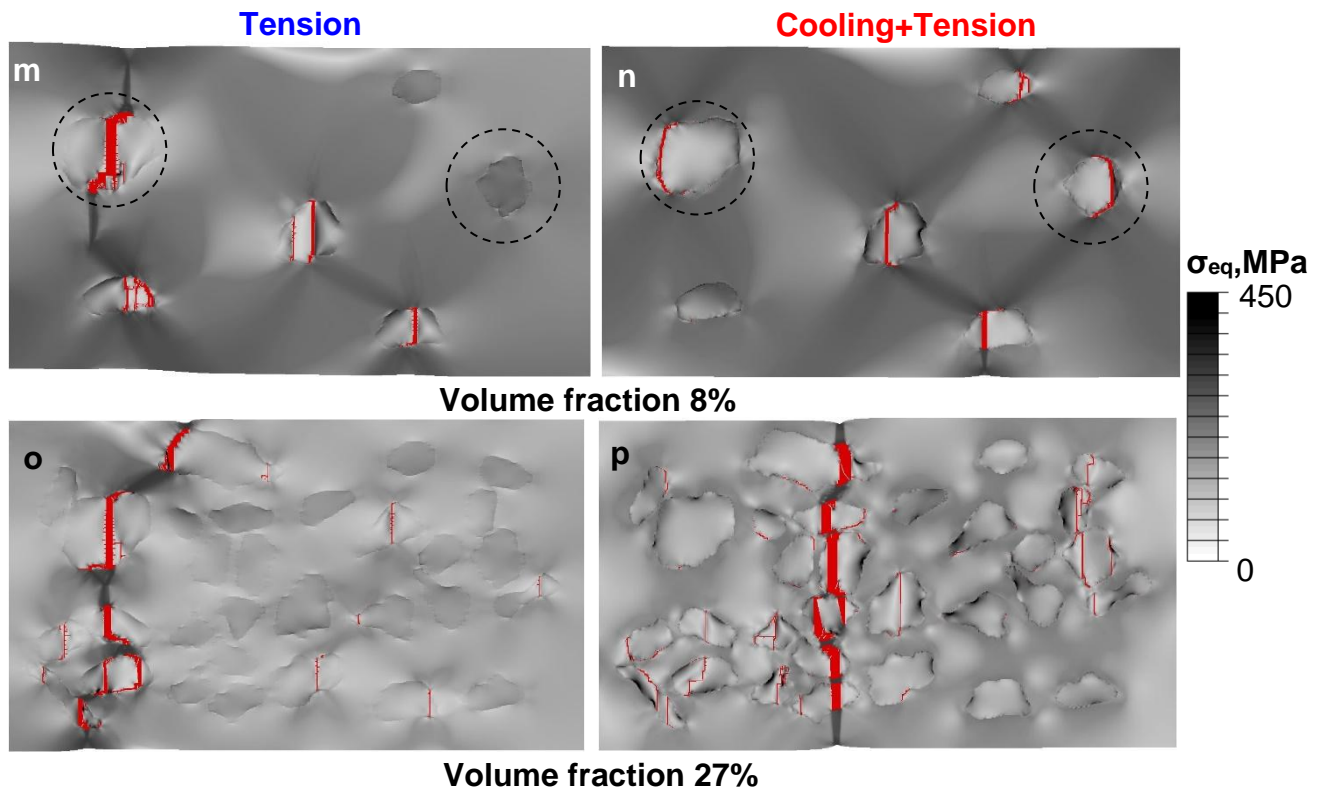 Tension
Cooling+Tension
m
n
σeq,MPa
450
0
Volume fraction 8%
o
p
Volume fraction 27%